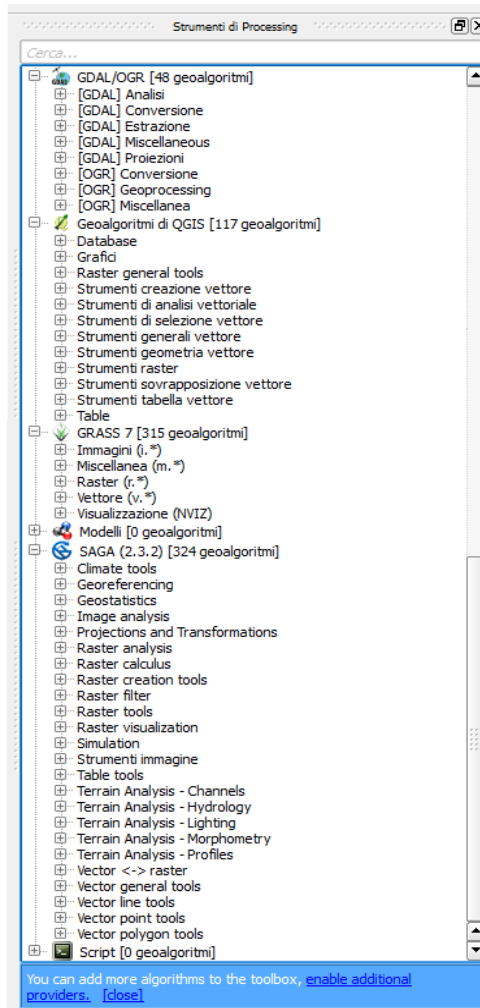 Strumenti di Processing
Cerca...
GDAL/OGR [48 geoalgoritmi]
[GDAL] Analisi
[GDAL] Conversione
[GDAL] Estrazione
[GDAL] Miscellaneous
[GDAL] Proiezioni
[OGR] Conversione
[OGR] Geoprocessing
[OGR] Miscellanea
Geoalgoritmi di QGIS [117 geoalgoritmi]
Database
Grafici
Raster general tools
Strumenti creazione vettore
Strumenti di analisi vettoriale
Strumenti di selezione vettore
Strumenti generali vettore
Strumenti geometria vettore
Strumenti raster
Strumenti sovrapposizione vettore
Strumenti tabella vettore
Table
GRASS 7 [315 geoalgoritmi]
Immagini (i.*)
Miscellanea (m.*)
Raster (r.*)
Vettore (v.*)
Visualizzazione (NVIZ)
Modelli [0 geoalgoritmi]
SAGA (2.3.2) [324 geoalgoritmi]
Climate tools
Georeferencing
Geostatistics
Image analysis
Projections and Transformations
Raster analysis
Raster calculus
Raster creation tools
Raster filter
Raster tools
Raster visualization
Simulation
Strumenti immagine
Table tools
Terrain Analysis - Channels
Terrain Analysis - Hydrology
Terrain Analysis - Lighting
Terrain Analysis - Morphometry
Terrain Analysis - Profiles
Vector <-> raster
Vector general tools
Vector line tools
Vector point tools
Vector polygon tools
Script [0 geoalgoritmi]
You can add more algorithms to the toolbox, enable additional
providers. [close]